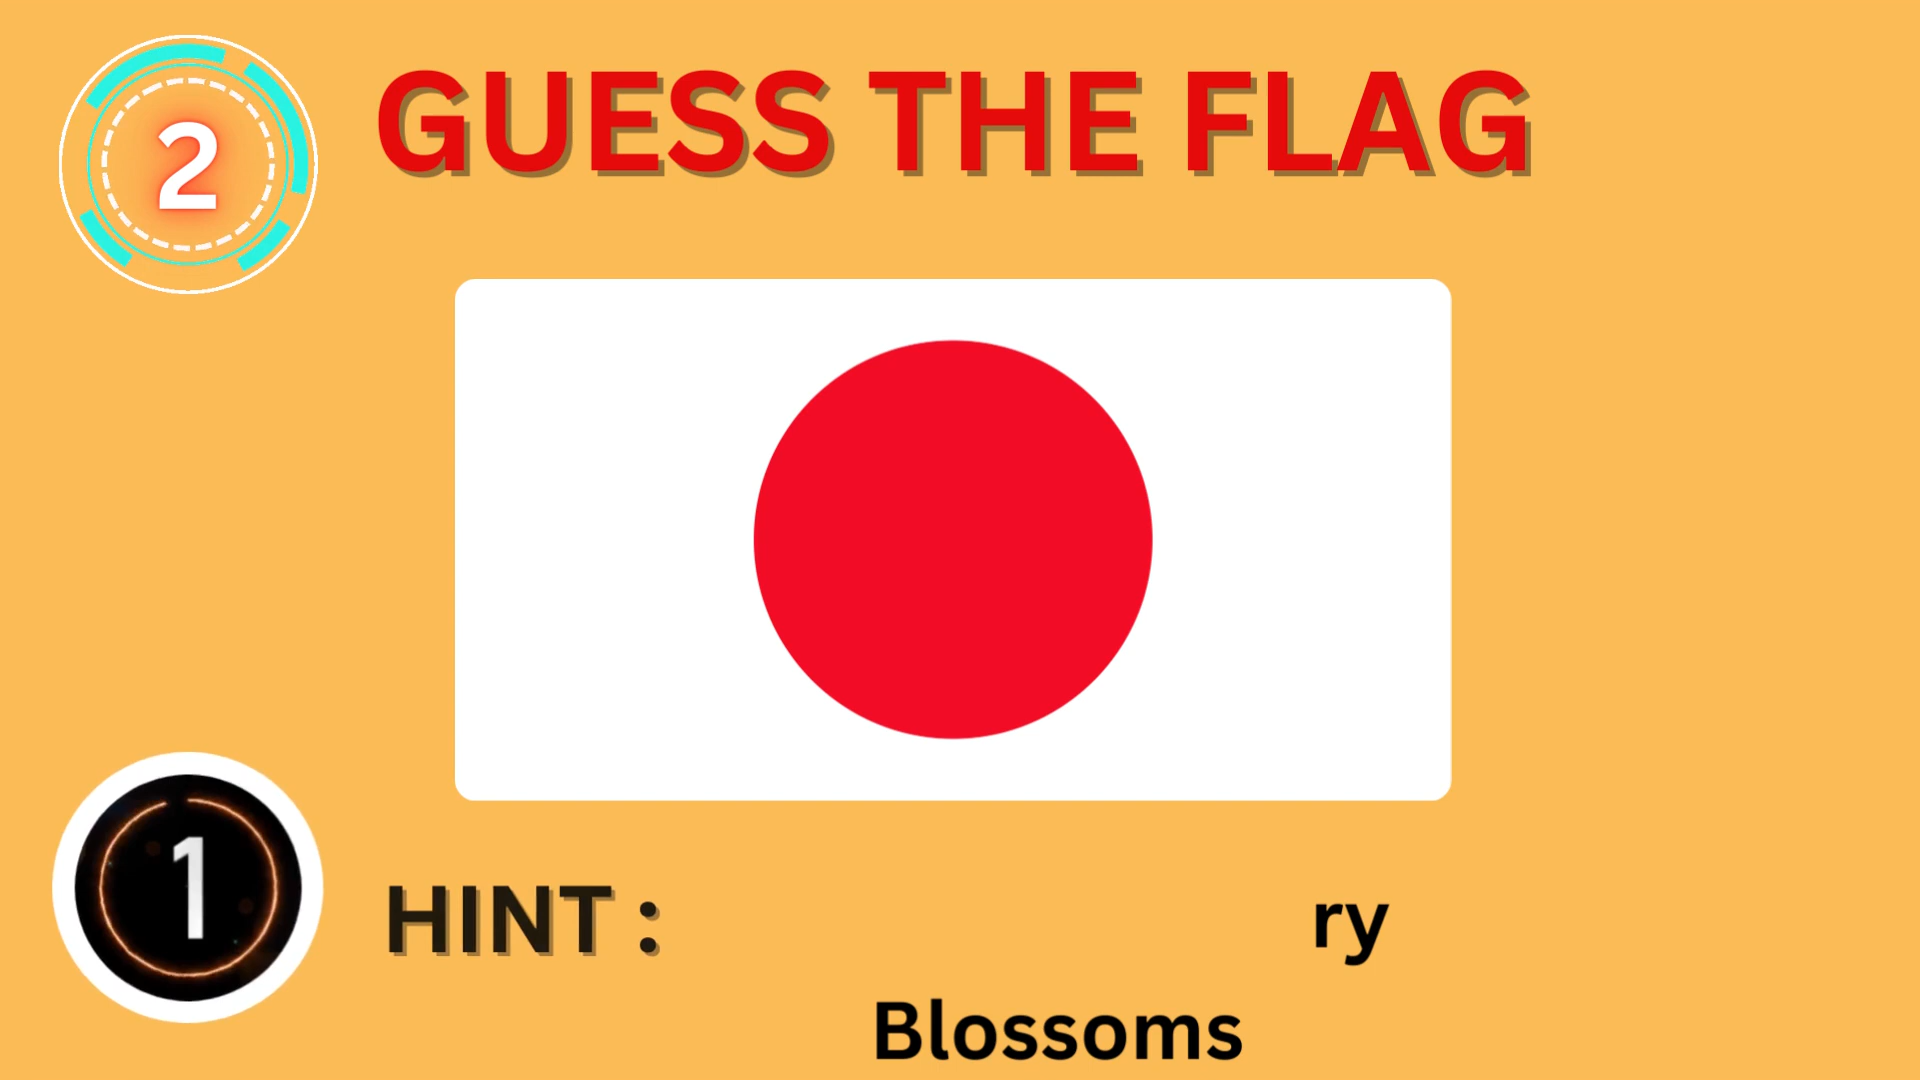 2
GUESS THE FLAG
1
HINT :
ry
Blossoms